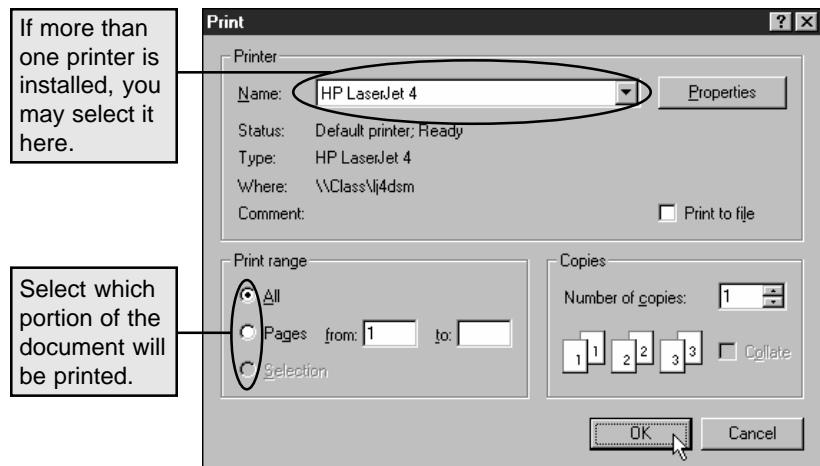 If more than
one printer is
installed, you
may select it
here.
Print
Printer
Name: HP LaserJet 4 Properties
Status: Default printer; Ready
Type: HP LaserJet 4
Where: \\Class\lj4dsm
Comment: Print to file
Select which
portion of the
document will
be printed.
Print range
All
Pages from: 1 to:
Selection
Copies
Number of copies: 1
1 1 2 2 3 3 Collate
OK Cancel